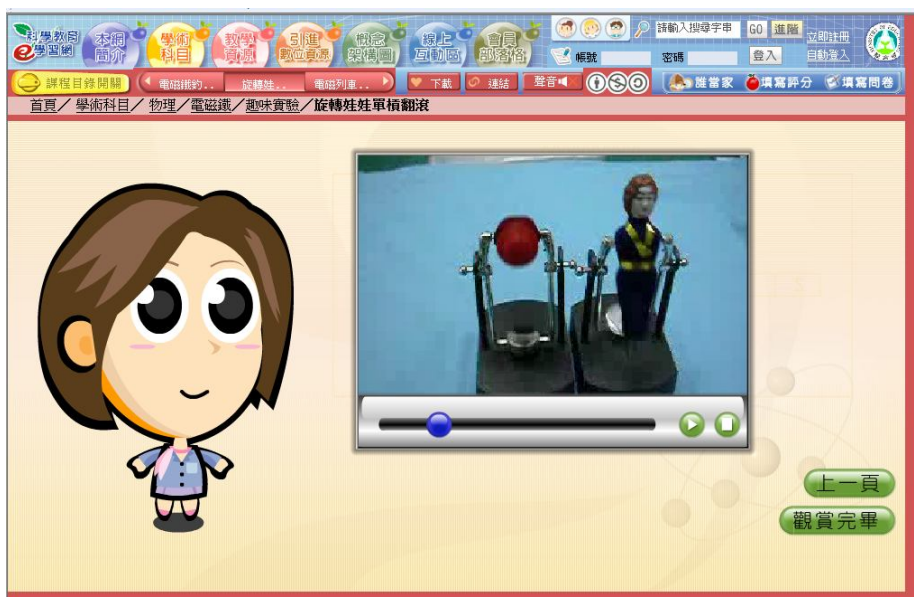 科學教育
e學習網
本網
簡介
學術
科目
教學
資源
引進
數位資源
概念
架構圖
線上
互動區
會員
部落格
請輸入搜尋字串 GO 進階
帳號 密碼 登入
立即註冊
自動登入
課程目錄開關 電磁鐵釣.. 旋轉娃.. 電磁列車.. 下載 連結 聲音 誰當家 填寫評分 填寫問卷
首頁／ 學術科目／ 物理／ 電磁鐵／ 趣味實驗／旋轉娃娃單槓翻滾
上一頁
觀賞完畢